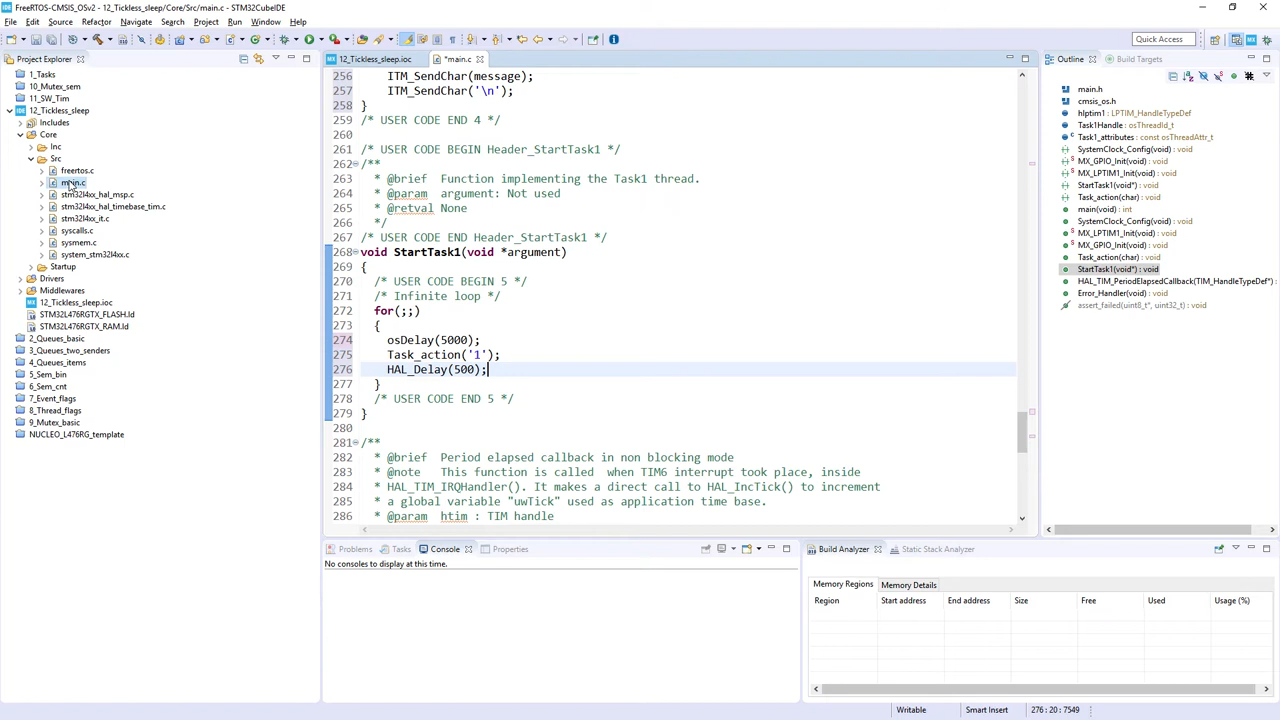 FreeRTOS-CMSIS_OSv2 - 12_Tickless_sleep/Core/Src/main.c - STM32CubeIDE
File Edit Source Refactor Navigate Search Project Run Window Help
Quick Access
Project Explorer
1_Tasks
10_Mutex_sem
11_SW_Tim
12_Tickless_sleep
Includes
Core
Inc
Src
freertos.c
main.c
stm32l4xx_hal_msp.c
stm32l4xx_hal_timebase_tim.c
stm32l4xx_it.c
syscalls.c
sysmem.c
system_stm32l4xx.c
Startup
Drivers
Middlewares
12_Tickless_sleep.ioc
STM32L476RGTX_FLASH.ld
STM32L476RGTX_RAM.ld
2_Queues_basic
3_Queues_two_senders
4_Queues_items
5_Sem_bin
6_Sem_cnt
7_Event_flags
8_Thread_flags
9_Mutex_basic
NUCLEO_L476RG_template
12_Tickless_sleep.ioc *main.c
256 ITM_SendChar(message);
257 ITM_SendChar('\n');
258 }
259 /* USER CODE END 4 */
260
261 /* USER CODE BEGIN Header_StartTask1 */
262 /**
263 * @brief Function implementing the Task1 thread.
264 * @param argument: Not used
265 * @retval None
266 */
267 /* USER CODE END Header_StartTask1 */
268 void StartTask1(void *argument)
269 {
270 /* USER CODE BEGIN 5 */
271 /* Infinite loop */
272 for(;;)
273 {
274 osDelay(5000);
275 Task_action('1');
276 HAL_Delay(500);
277 }
278 /* USER CODE END 5 */
279 }
280
281 /**
282 * @brief Period elapsed callback in non blocking mode
283 * @note This function is called when TIM6 interrupt took place, inside
284 * HAL_TIM_IRQHandler(). It makes a direct call to HAL_IncTick() to increment
285 * a global variable "uwTick" used as application time base.
286 * @param htim : TIM handle
Outline Build Targets
main.h
cmsis_os.h
hlptim1 : LPTIM_HandleTypeDef
Task1Handle : osThreadId_t
Task1_attributes : const osThreadAttr_t
SystemClock_Config(void) : void
MX_GPIO_Init(void) : void
MX_LPTIM1_Init(void) : void
StartTask1(void*) : void
Task_action(char) : void
main(void) : int
SystemClock_Config(void) : void
MX_LPTIM1_Init(void) : void
MX_GPIO_Init(void) : void
Task_action(char) : void
StartTask1(void*) : void
HAL_TIM_PeriodElapsedCallback(TIM_HandleTypeDef*) :
Error_Handler(void) : void
assert_failed(uint8_t*, uint32_t) : void
Problems Tasks Console Properties
No consoles to display at this time.
Build Analyzer Static Stack Analyzer
Memory Regions Memory Details
Region Start address End address Size Free Used Usage (%)
Writable Smart Insert 276 : 20 : 7549